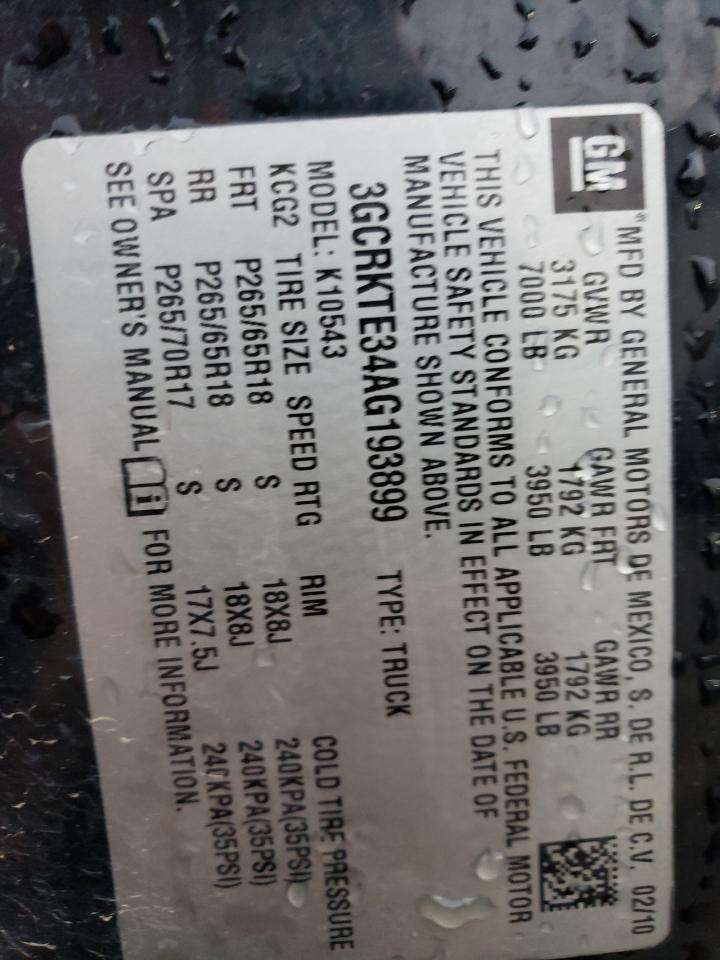 GM
®MFD BY GENERAL MOTORS DE MEXICO, S. DE R.L. DE C.V. 02/10
GVWR GAWR FRT GAWR RR
3175 KG 1792 KG 1792 KG
7000 LB 3950 LB 3950 LB
THIS VEHICLE CONFORMS TO ALL APPLICABLE U.S. FEDERAL MOTOR
VEHICLE SAFETY STANDARDS IN EFFECT ON THE DATE OF
MANUFACTURE SHOWN ABOVE.
3GCRKTE34AG193899 TYPE: TRUCK
MODEL: K10543
KCG2 TIRE SIZE SPEED RTG RIM COLD TIRE PRESSURE
FRT P265/65R18 S 18X8J 240KPA(35PSI)
RR P265/65R18 S 18X8J 240KPA(35PSI)
SPA P265/70R17 S 17X7.5J 240KPA(35PSI)
SEE OWNER'S MANUAL i FOR MORE INFORMATION.